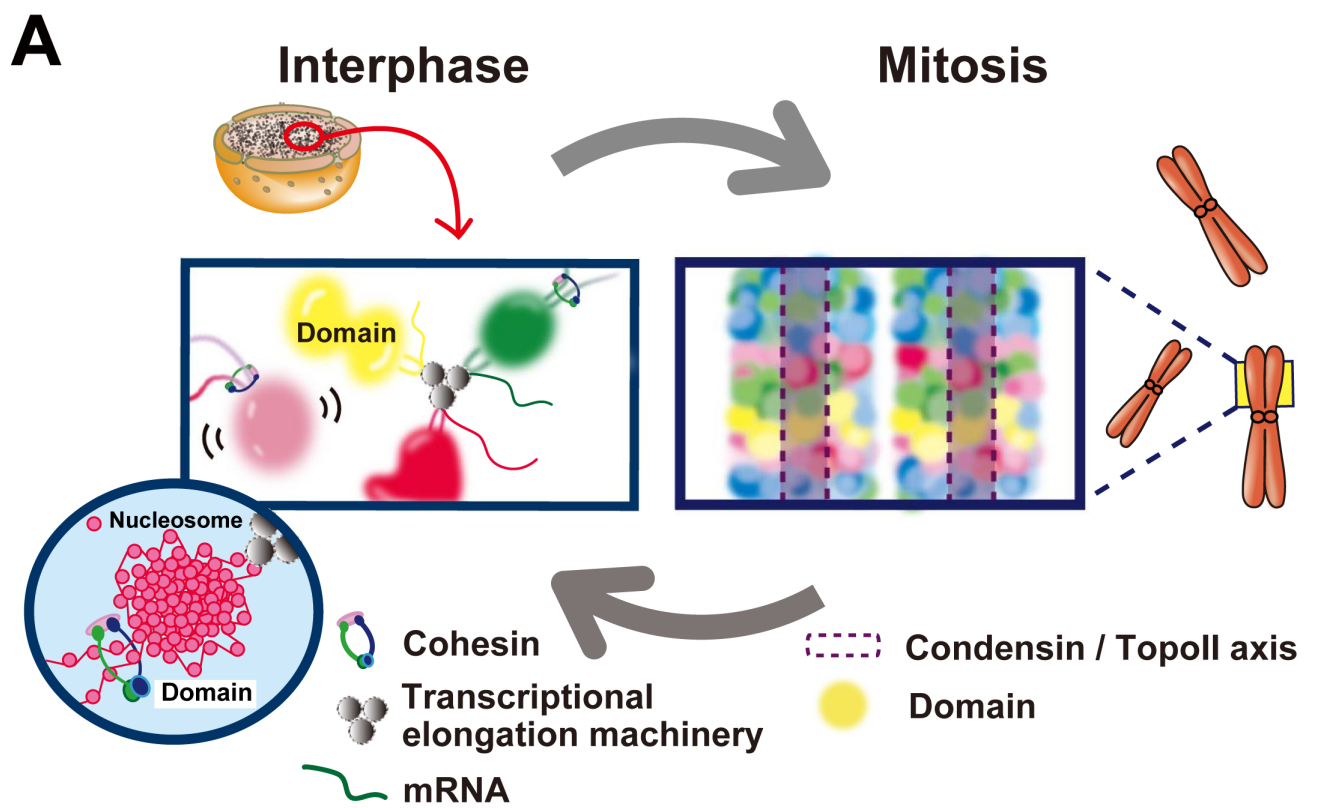 A
Interphase
Mitosis
Domain
Nucleosome
Domain
Cohesin
Transcriptional
elongation machinery
mRNA
Condensin / TopoII axis
Domain